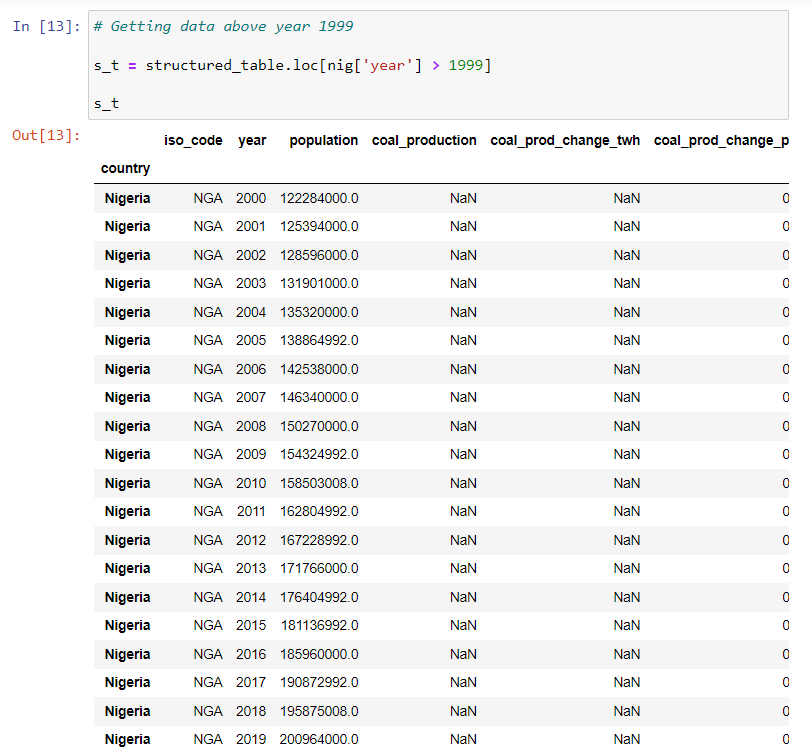 In [13]: # Getting data above year 1999
s_t = structured_table.loc[nig['year'] > 1999]
s_t
Out[13]:
iso_code year population coal_production coal_prod_change_twh coal_prod_change_p
country
Nigeria NGA 2000 122284000.0 NaN NaN 0
Nigeria NGA 2001 125394000.0 NaN NaN 0
Nigeria NGA 2002 128596000.0 NaN NaN 0
Nigeria NGA 2003 131901000.0 NaN NaN 0
Nigeria NGA 2004 135320000.0 NaN NaN 0
Nigeria NGA 2005 138864992.0 NaN NaN 0
Nigeria NGA 2006 142538000.0 NaN NaN 0
Nigeria NGA 2007 146340000.0 NaN NaN 0
Nigeria NGA 2008 150270000.0 NaN NaN 0
Nigeria NGA 2009 154324992.0 NaN NaN 0
Nigeria NGA 2010 158503008.0 NaN NaN 0
Nigeria NGA 2011 162804992.0 NaN NaN 0
Nigeria NGA 2012 167228992.0 NaN NaN 0
Nigeria NGA 2013 171766000.0 NaN NaN 0
Nigeria NGA 2014 176404992.0 NaN NaN 0
Nigeria NGA 2015 181136992.0 NaN NaN 0
Nigeria NGA 2016 185960000.0 NaN NaN 0
Nigeria NGA 2017 190872992.0 NaN NaN 0
Nigeria NGA 2018 195875008.0 NaN NaN 0
Nigeria NGA 2019 200964000.0 NaN NaN 0